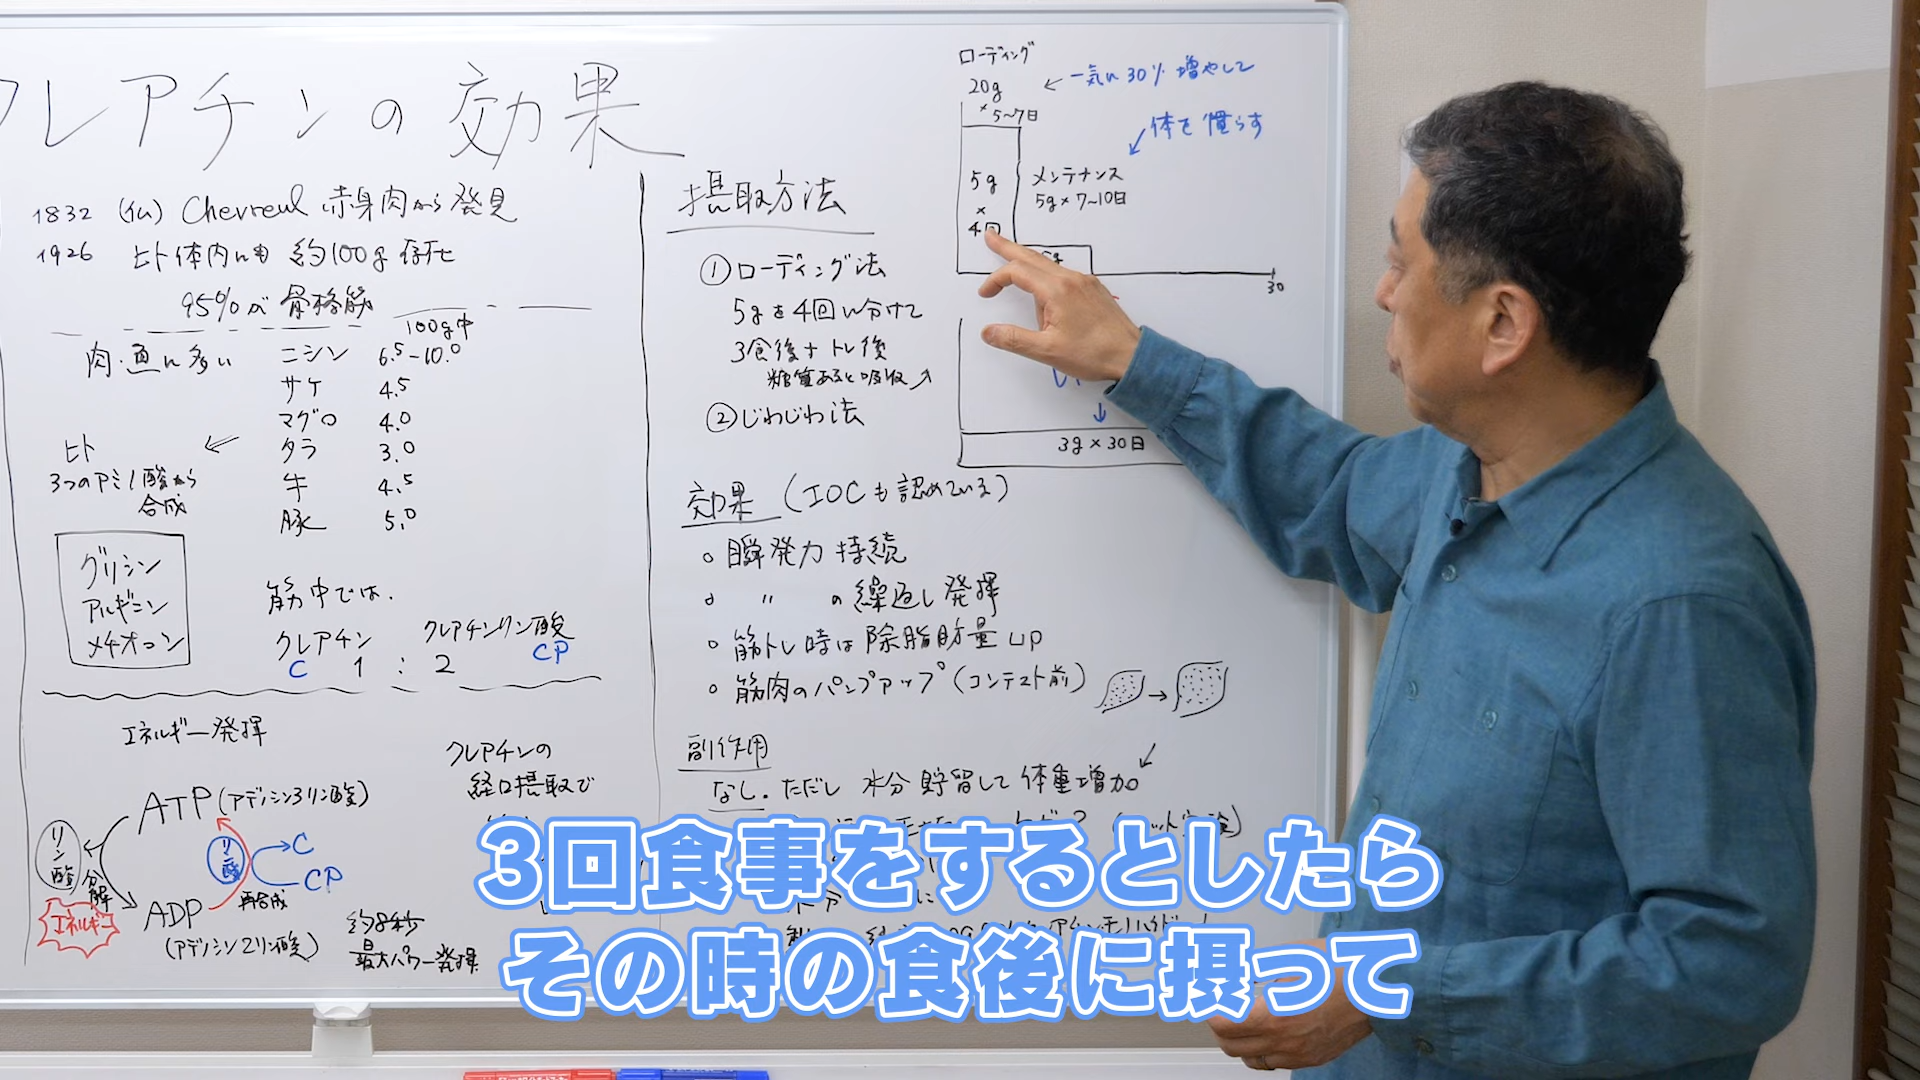 クレアチンの効果
1832 (仏) Chevreul 赤身肉から発見
1926 ヒト体内にも 約100g 存在
95%が骨格筋
100g中
肉・魚に多い
ニシン 6.5-10.0
サケ 4.5
マグロ 4.0
タラ 3.0
牛 4.5
豚 5.0
ヒト
3つのアミノ酸から
合成
グリシン
アルギニン
メチオニン
筋中では、
クレアチン クレアチンリン酸
C 1 : 2 CP
エネルギー発揮
ATP(アデノシン3リン酸)
リン酸
分解
エネルギー
リン酸
C
CP
再合成
ADP
(アデノシン2リン酸)
約8秒
最大パワー発揮
クレアチンの
経口摂取で
摂取方法
①ローディング法
5gを4回に分けて
3食後+トレ後
糖質あると吸収↗
②じわじわ法
ローディング
20g
×5〜7日
←一気に30%増やして
体を慣らす
5g
×
4回
メンテナンス
5g×7〜10日
5g
30
3g×30日
効果 (IOCも認めている)
○瞬発力持続
○ 〃 の繰返し発揮
○筋トレ時は除脂肪量up
○筋肉のパンプアップ(コンテスト前)
副作用
なし. ただし 水分貯留して体重増加
3回食事をするとしたら
その時の食後に摂って